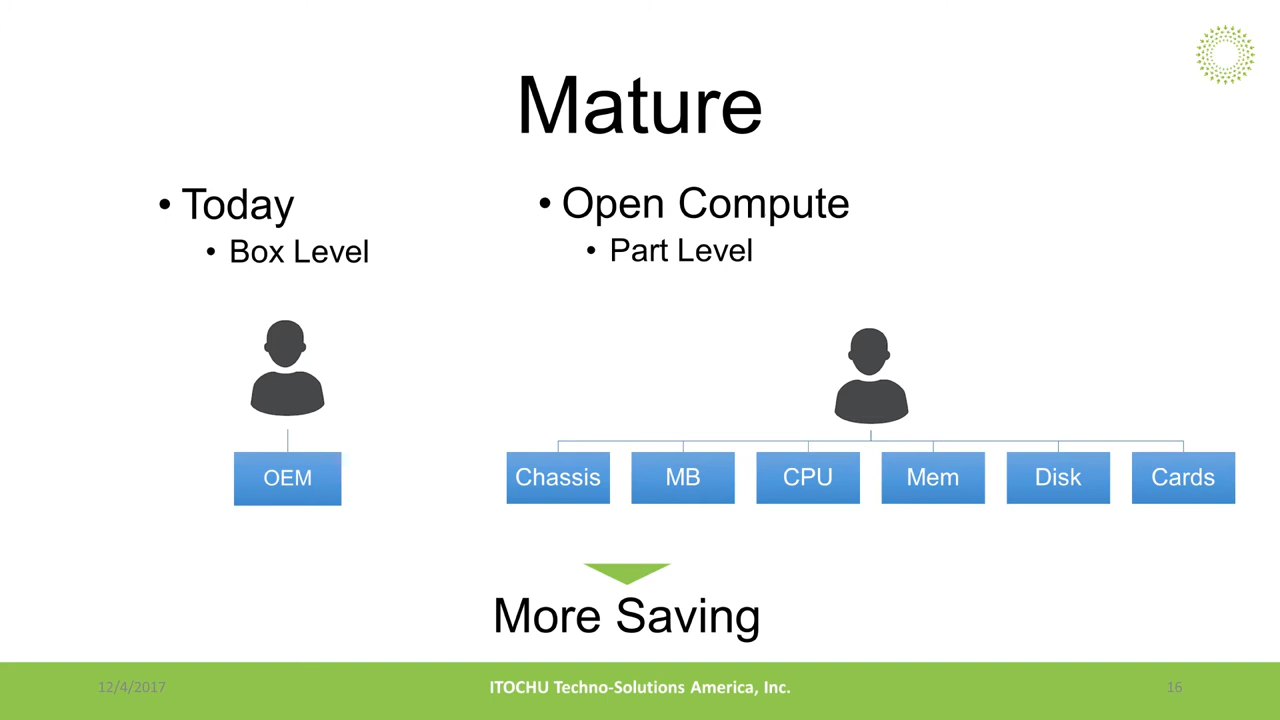 Mature
• Today
• Box Level
• Open Compute
• Part Level
OEM
Chassis
MB
CPU
Mem
Disk
Cards
More Saving
12/4/2017
ITOCHU Techno-Solutions America, Inc.
16